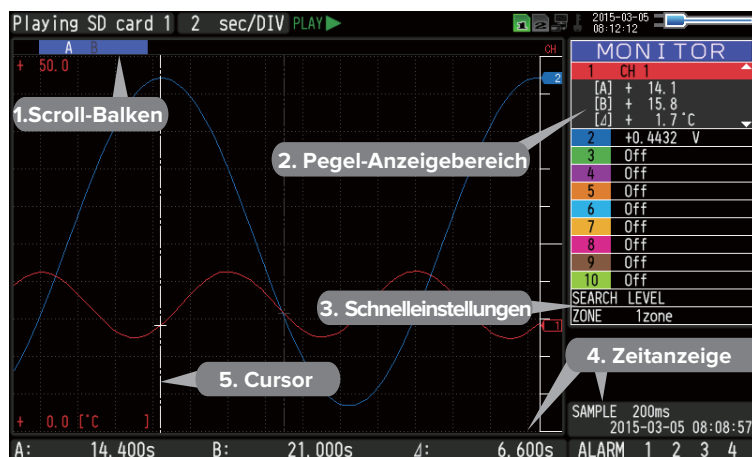 Playing SD card 1 2 sec/DIV PLAY
1 2 2015-03-05
08:12:12
A B
+ 50.0
CH
2
1.Scroll-Balken
MONITOR
1 CH 1
[A] + 14.1
[B] + 15.8
[⊿] + 1.7°C
2. Pegel-Anzeigebereich
2 +0.4432 V
3 Off
4 Off
5 Off
6 Off
7 Off
8 Off
9 Off
10 Off
SEARCH LEVEL
ZONE 1zone
3. Schnelleinstellungen
1
4. Zeitanzeige
5. Cursor
+ 0.0 [°C ]
SAMPLE 200ms
2015-03-05 08:08:57
A: 14.400s B: 21.000s ⊿: 6.600s
ALARM 1 2 3 4